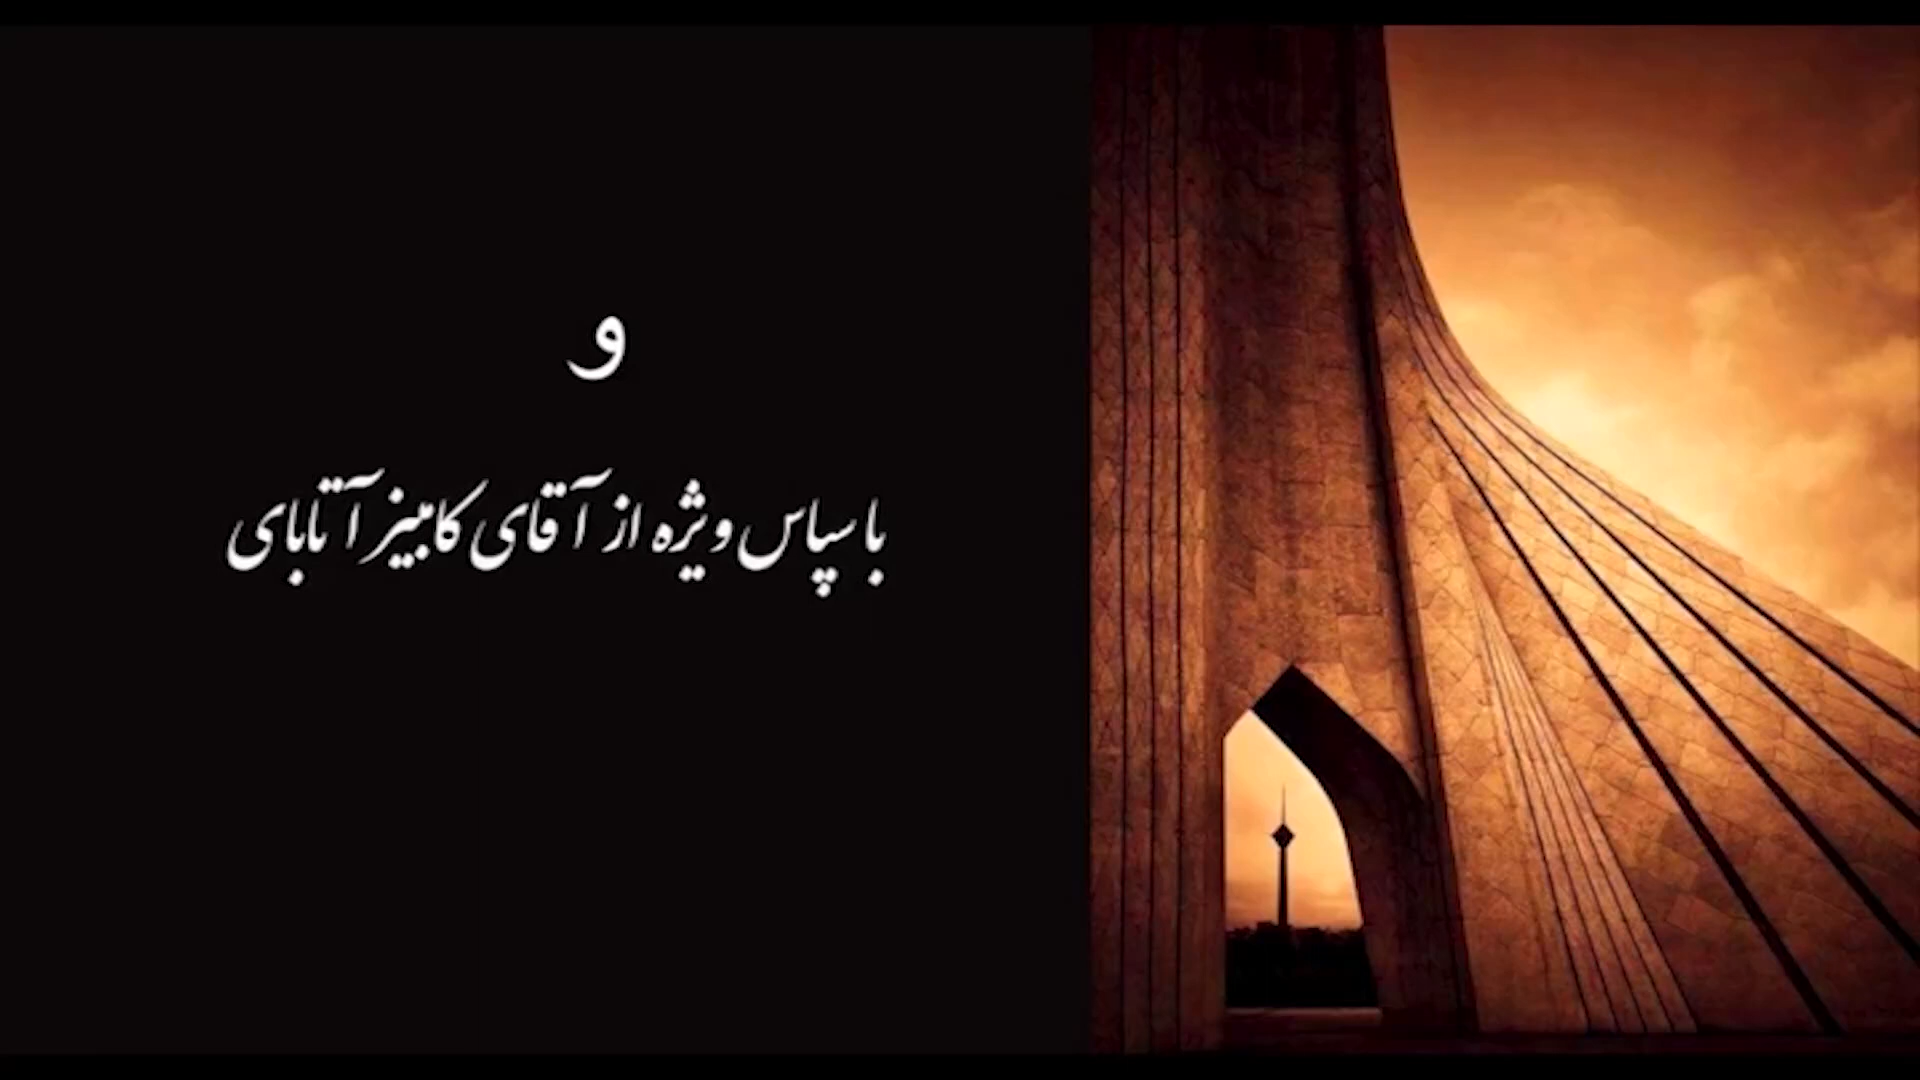 و
با سپاس ویژه از آقای کامبیز آتابای